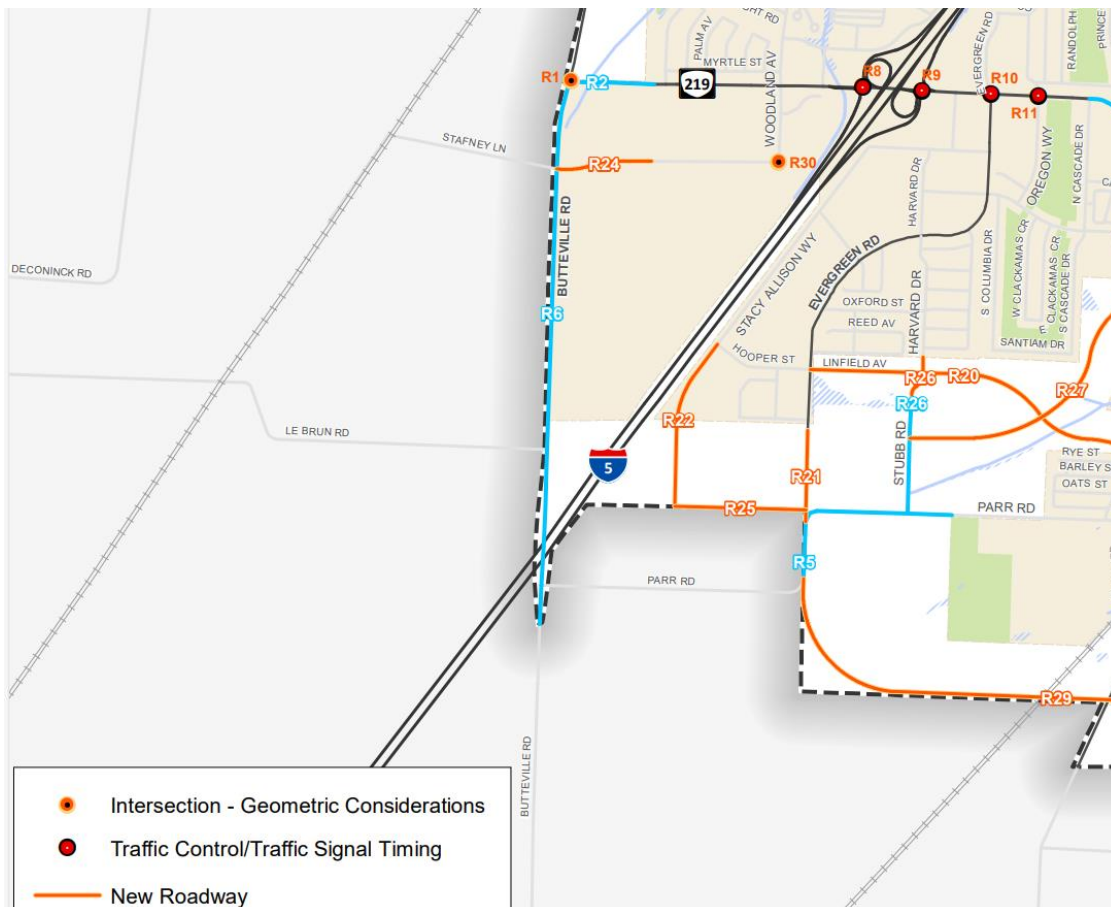 GHT RD
PALM AV
MYRTLE ST
WOODLAND AV
EVERGREEN RD
RANDOLPH
PRINCE
R1
R2
219
R8
R9
R10
R11
STAFNEY LN
R24
R30
HARVARD DR
OREGON WY
N CASCADE DR
BUTTEVILLE RD
DECONINCK RD
STACY ALLISON WY
EVERGREEN RD
S COLUMBIA DR
W CLACKAMAS CR
E CLACKAMAS CR
S CASCADE DR
R6
OXFORD ST
REED AV
HARVARD DR
SANTIAM DR
HOOPER ST
LINFIELD AV
R26
R20
R27
R26
LE BRUN RD
R22
STUBB RD
RYE ST
BARLEY S
OATS ST
5
R21
R25
PARR RD
R5
PARR RD
R29
BUTTEVILLE RD
Intersection - Geometric Considerations
Traffic Control/Traffic Signal Timing
New Roadway